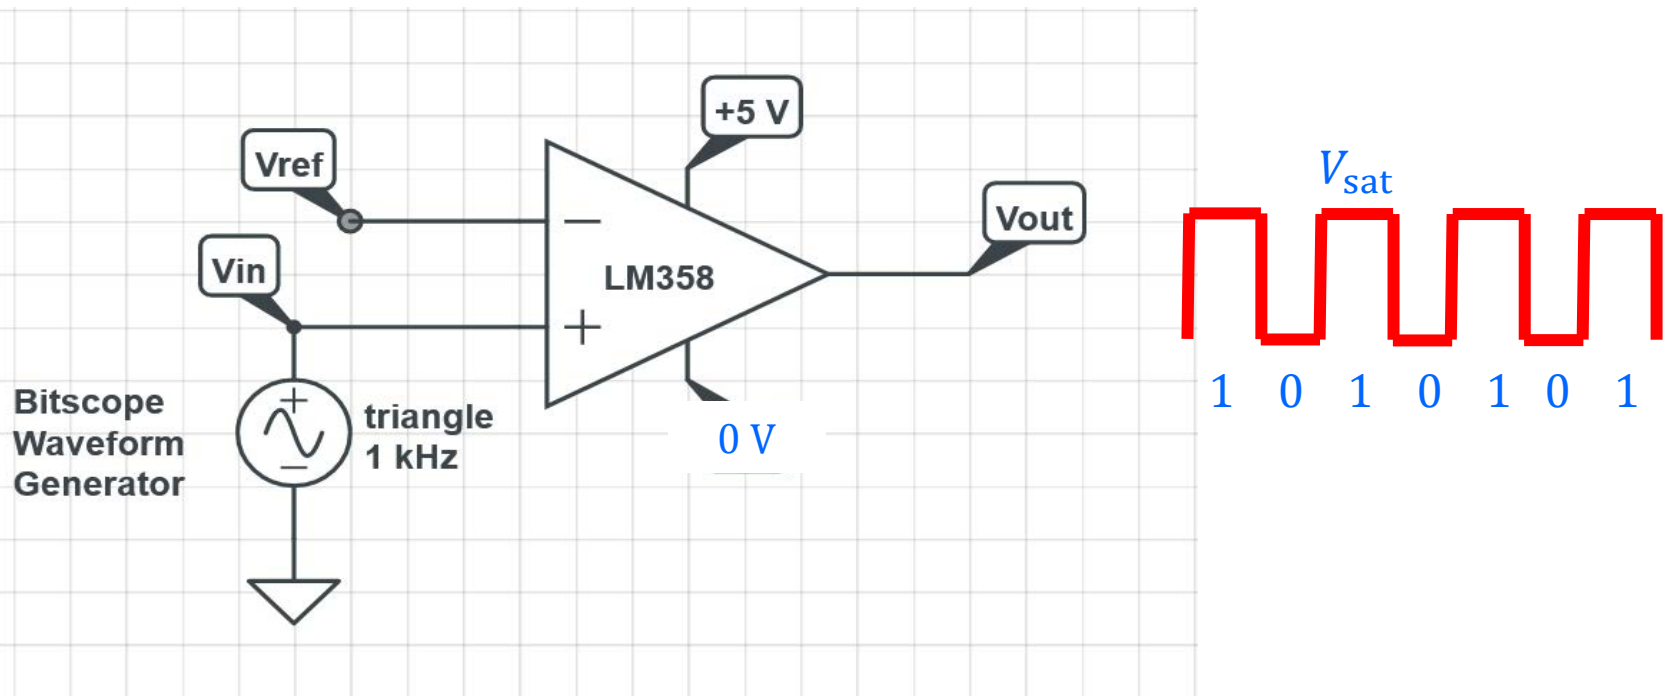 +5 V
Vref
Vsat
Vout
Vin
−
LM358
+
1 0 1 0 1 0 1
Bitscope
Waveform
Generator
+
−
triangle
1 kHz
0 V